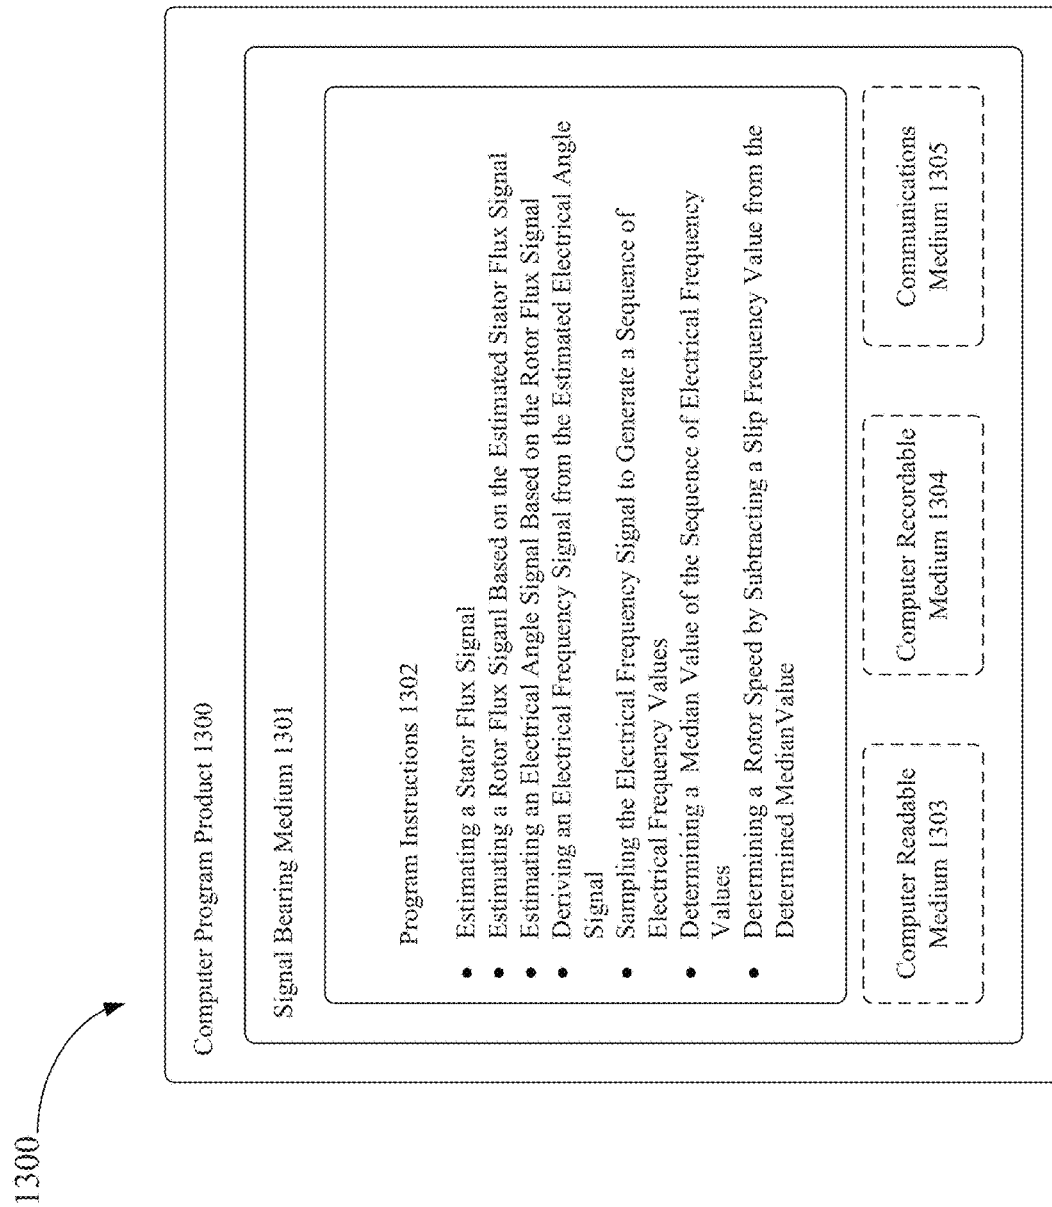 1300
Computer Program Product 1300
Signal Bearing Medium 1301
Program Instructions 1302
• Estimating a Stator Flux Signal
• Estimating a Rotor Flux Siganl Based on the Estimated Stator Flux Signal
• Estimating an Electrical Angle Signal Based on the Rotor Flux Signal
• Deriving an Electrical Frequency Signal from the Estimated Electrical Angle
Signal
• Sampling the Electrical Frequency Signal to Generate a Sequence of
Electrical Frequency Values
• Determining a Median Value of the Sequence of Electrical Frequency
Values
• Determining a Rotor Speed by Subtracting a Slip Frequency Value from the
Determined MedianValue
Computer Readable
Medium 1303
Computer Recordable
Medium 1304
Communications
Medium 1305